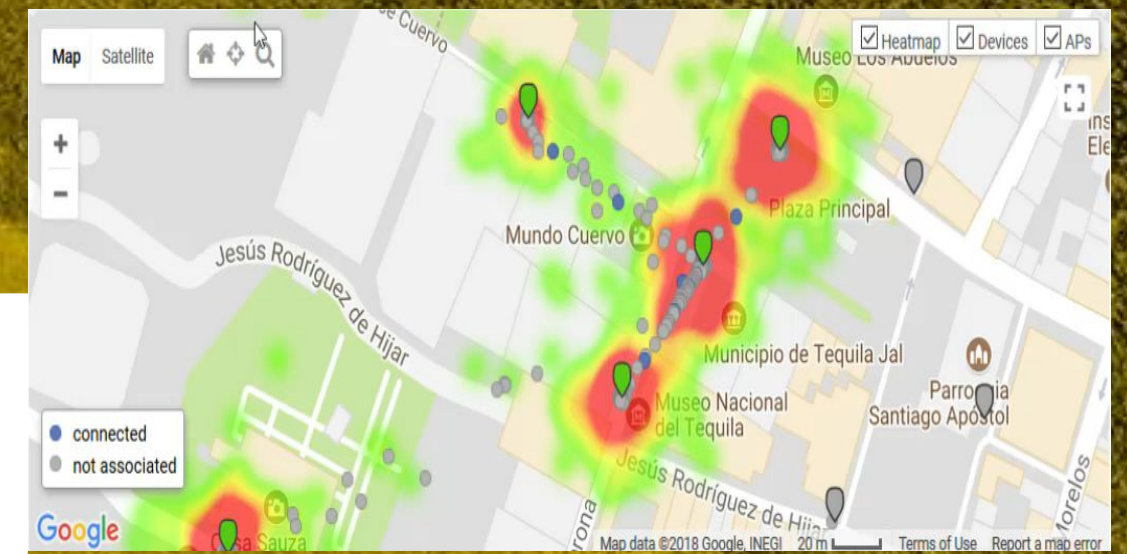 Map Satellite
Cuervo
Heatmap Devices APs
Museo Los Abuelos
Plaza Principal
Mundo Cuervo
Jesús Rodríguez de Hijar
Municipio de Tequila Jal
Museo Nacional
del Tequila
Santiago Apóstol
connected
not associated
Jesús Rodríguez de
Morelos
Casa Sauza
Google
Map data ©2018 Google, INEGI 20 m Terms of Use Report a map error